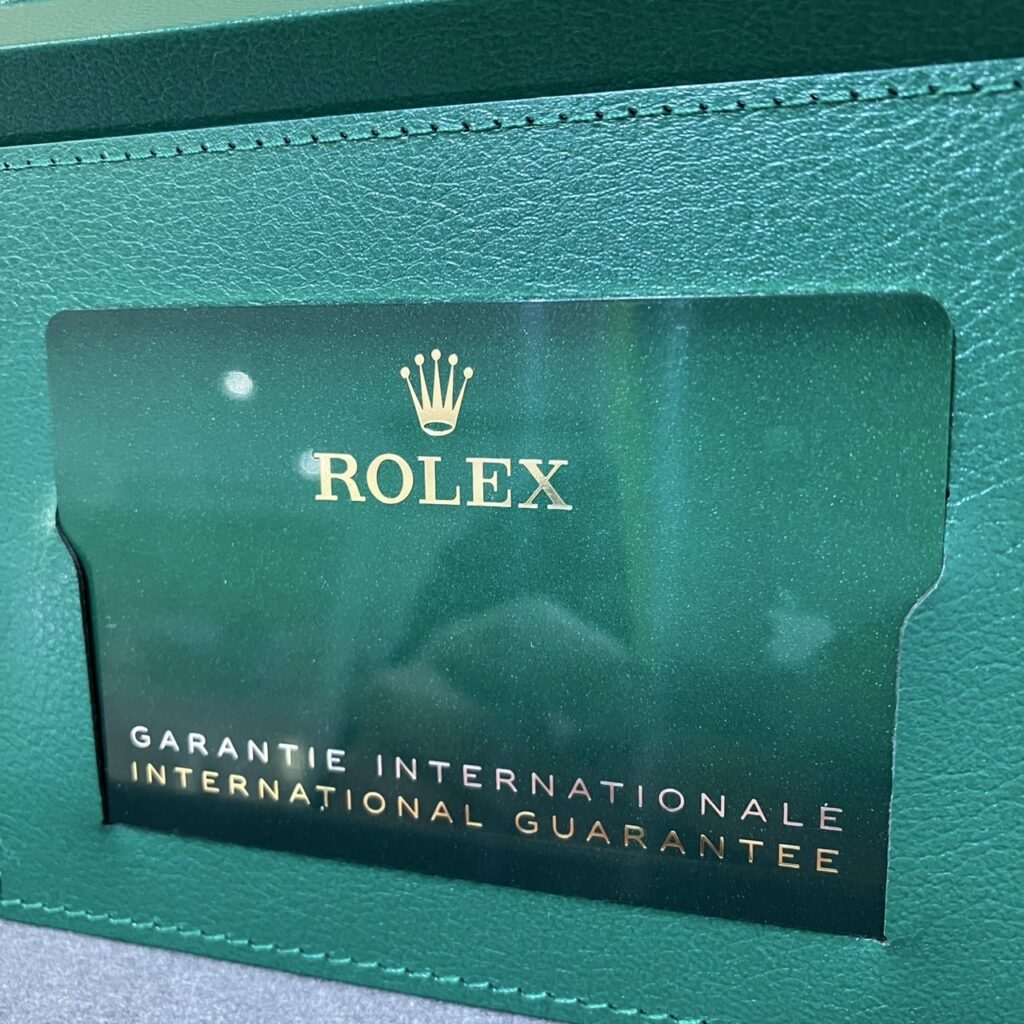 ROLEX
GARANTIE INTERNATIONALE
INTERNATIONAL GUARANTEE